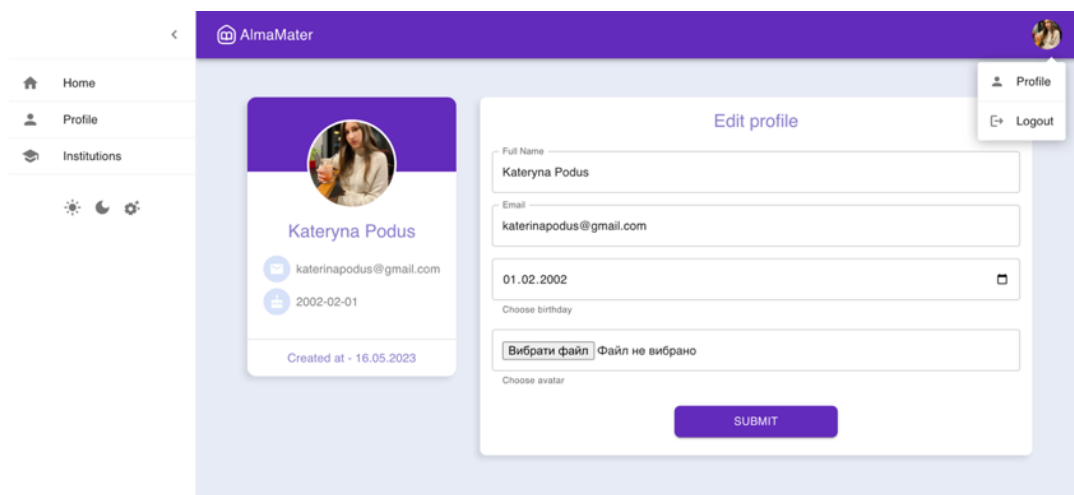 AlmaMater
Home
Profile
Institutions
Profile
Logout
Kateryna Podus
katerinapodus@gmail.com
2002-02-01
Created at - 16.05.2023
Edit profile
Full Name
Kateryna Podus
Email
katerinapodus@gmail.com
01.02.2002
Choose birthday
Вибрати файл Файл не вибрано
Choose avatar
SUBMIT